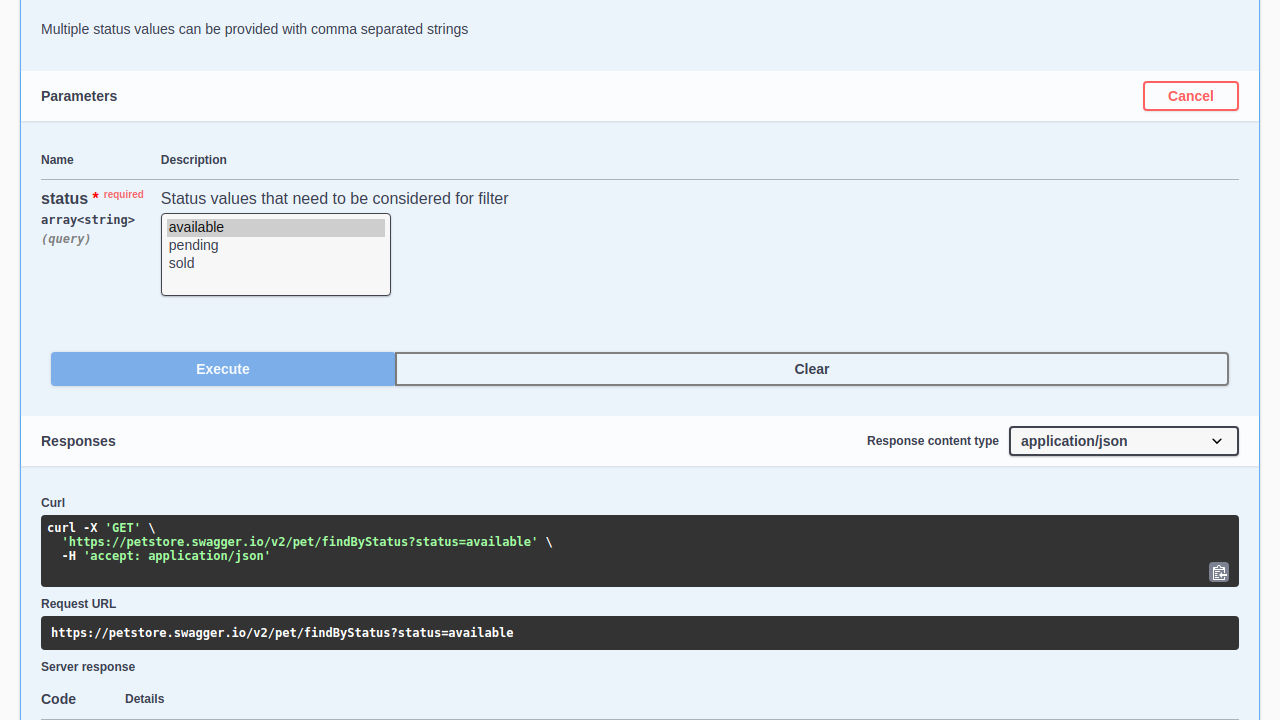 Multiple status values can be provided with comma separated strings
Parameters
Cancel
Name Description
status * required
array<string>
(query)
Status values that need to be considered for filter
available
pending
sold
Execute
Clear
Responses
Response content type
application/json
Curl
curl -X 'GET' \
'https://petstore.swagger.io/v2/pet/findByStatus?status=available' \
-H 'accept: application/json'
Request URL
https://petstore.swagger.io/v2/pet/findByStatus?status=available
Server response
Code Details